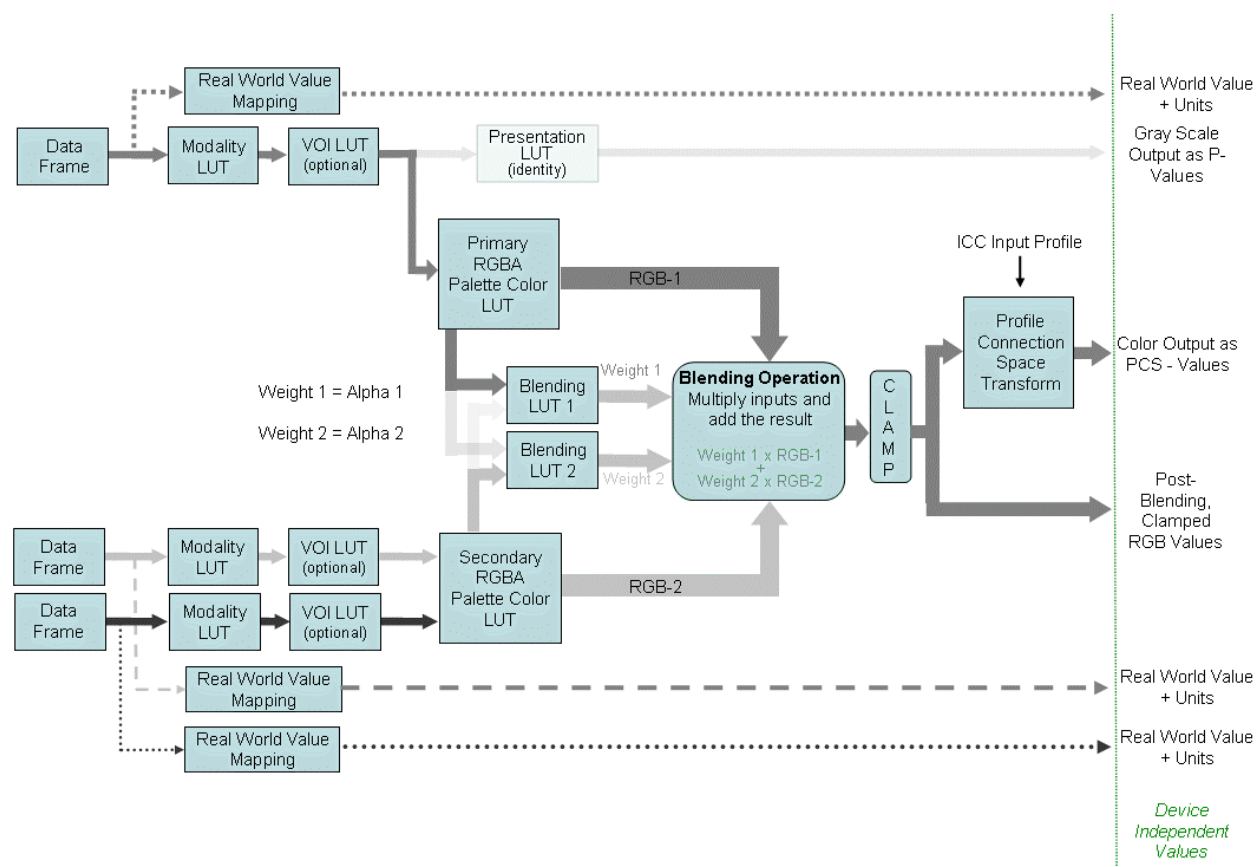 Real World Value
Mapping
Real World Value
+ Units
Data
Frame
Modality
LUT
VOI LUT
(optional)
Presentation
LUT
(identity)
Gray Scale
Output as P-
Values
Primary
RGBA
Palette Color
LUT
RGB-1
ICC Input Profile
Profile
Connection
Space
Transform
Color Output as
PCS - Values
Weight 1 = Alpha 1
Weight 2 = Alpha 2
Blending
LUT 1
Weight 1
Blending
LUT 2
Weight 2
Blending Operation
Multiply inputs and
add the result
Weight 1 x RGB-1
+
Weight 2 x RGB-2
C
L
A
M
P
Post-
Blending,
Clamped
RGB Values
Data
Frame
Modality
LUT
VOI LUT
(optional)
Secondary
RGBA
Palette Color
LUT
RGB-2
Data
Frame
Modality
LUT
VOI LUT
(optional)
Real World Value
Mapping
Real World Value
+ Units
Real World Value
Mapping
Real World Value
+ Units
Device
Independent
Values